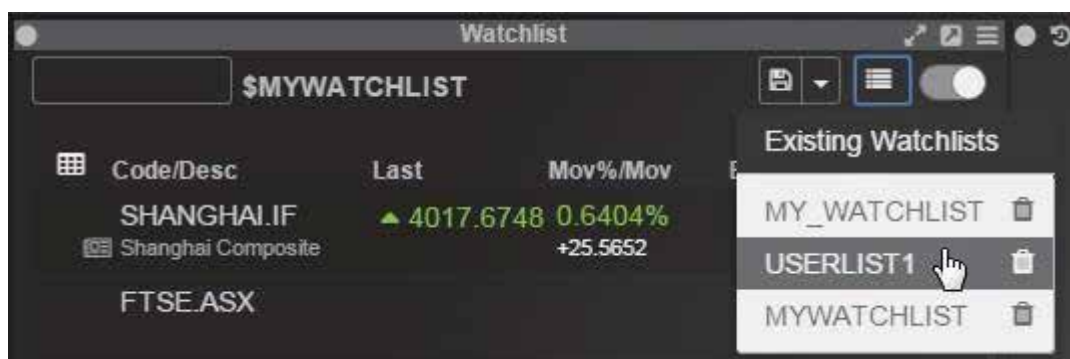 Watchlist
$MYWATCHLIST
Existing Watchlists
Code/Desc Last Mov%/Mov
MY_WATCHLIST
SHANGHAI.IF 4017.6748 0.6404%
Shanghai Composite +25.5652
USERLIST1
FTSE.ASX
MYWATCHLIST